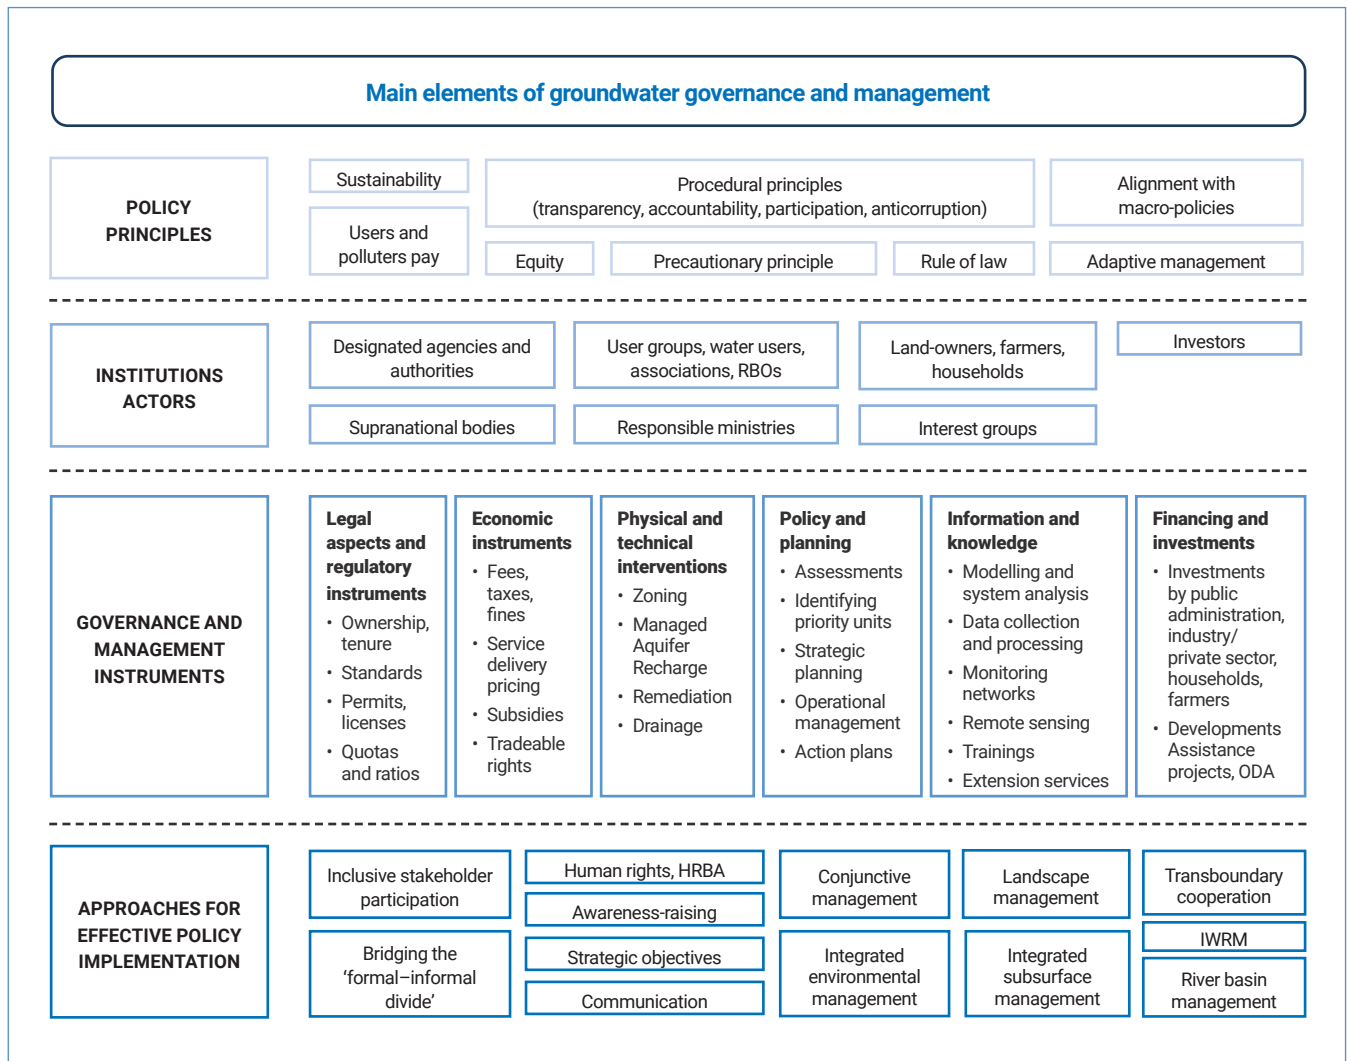 Main elements of groundwater governance and management
POLICY
PRINCIPLES
Sustainability
Users and
polluters pay
Procedural principles
(transparency, accountability, participation, anticorruption)
Equity
Precautionary principle
Rule of law
Alignment with
macro-policies
Adaptive management
INSTITUTIONS
ACTORS
Designated agencies and
authorities
User groups, water users,
associations, RBOs
Land-owners, farmers,
households
Investors
Supranational bodies
Responsible ministries
Interest groups
GOVERNANCE AND
MANAGEMENT
INSTRUMENTS
Legal
aspects and
regulatory
instruments
• Ownership,
tenure
• Standards
• Permits,
licenses
• Quotas
and ratios
Economic
instruments
• Fees,
taxes,
fines
• Service
delivery
pricing
• Subsidies
• Tradeable
rights
Physical and
technical
interventions
• Zoning
• Managed
Aquifer
Recharge
• Remediation
• Drainage
Policy and
planning
• Assessments
• Identifying
priority units
• Strategic
planning
• Operational
management
• Action plans
Information and
knowledge
• Modelling and
system analysis
• Data collection
and processing
• Monitoring
networks
• Remote sensing
• Trainings
• Extension services
Financing and
investments
• Investments
by public
administration,
industry/
private sector,
households,
farmers
• Developments
Assistance
projects, ODA
APPROACHES FOR
EFFECTIVE POLICY
IMPLEMENTATION
Inclusive stakeholder
participation
Bridging the
‘formal–informal
divide’
Human rights, HRBA
Awareness-raising
Strategic objectives
Communication
Conjunctive
management
Integrated
environmental
management
Landscape
management
Integrated
subsurface
management
Transboundary
cooperation
IWRM
River basin
management